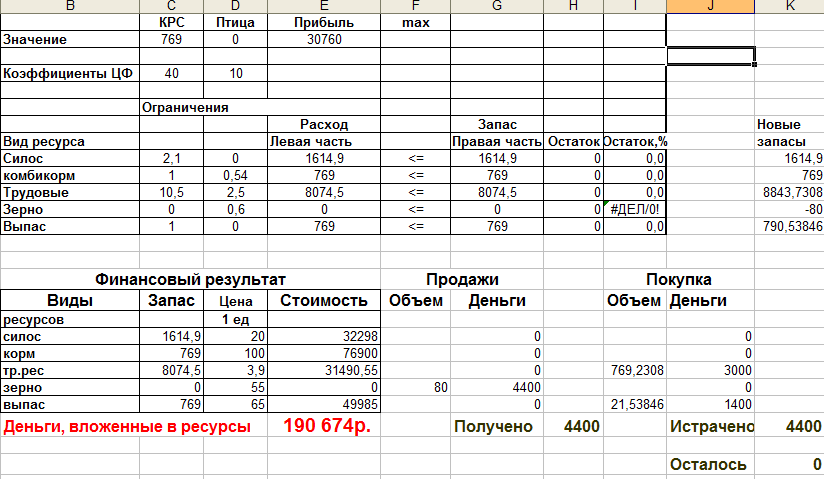 B C D E F G H I J K
КРС Птица Прибыль max
Значение 769 0 30760
Коэффициенты ЦФ 40 10
Ограничения
Расход Запас Новые
Вид ресурса Левая часть Правая часть Остаток Остаток,% запасы
Силос 2,1 0 1614,9 <= 1614,9 0 0,0 1614,9
комбикорм 1 0,54 769 <= 769 0 0,0 769
Трудовые 10,5 2,5 8074,5 <= 8074,5 0 0,0 8843,7308
Зерно 0 0,6 0 <= 0 0 #ДЕЛ/0! -80
Выпас 1 0 769 <= 769 0 0,0 790,53846
Финансовый результат Продажи Покупка
Виды Запас Цена Стоимость Объем Деньги Объем Деньги
ресурсов 1 ед
силос 1614,9 20 32298 0 0
корм 769 100 76900 0 0
тр.рес 8074,5 3,9 31490,55 0 769,2308 3000
зерно 0 55 0 80 4400 0
выпас 769 65 49985 0 21,53846 1400
Деньги, вложенные в ресурсы 190 674р. Получено 4400 Истрачено 4400
Осталось 0